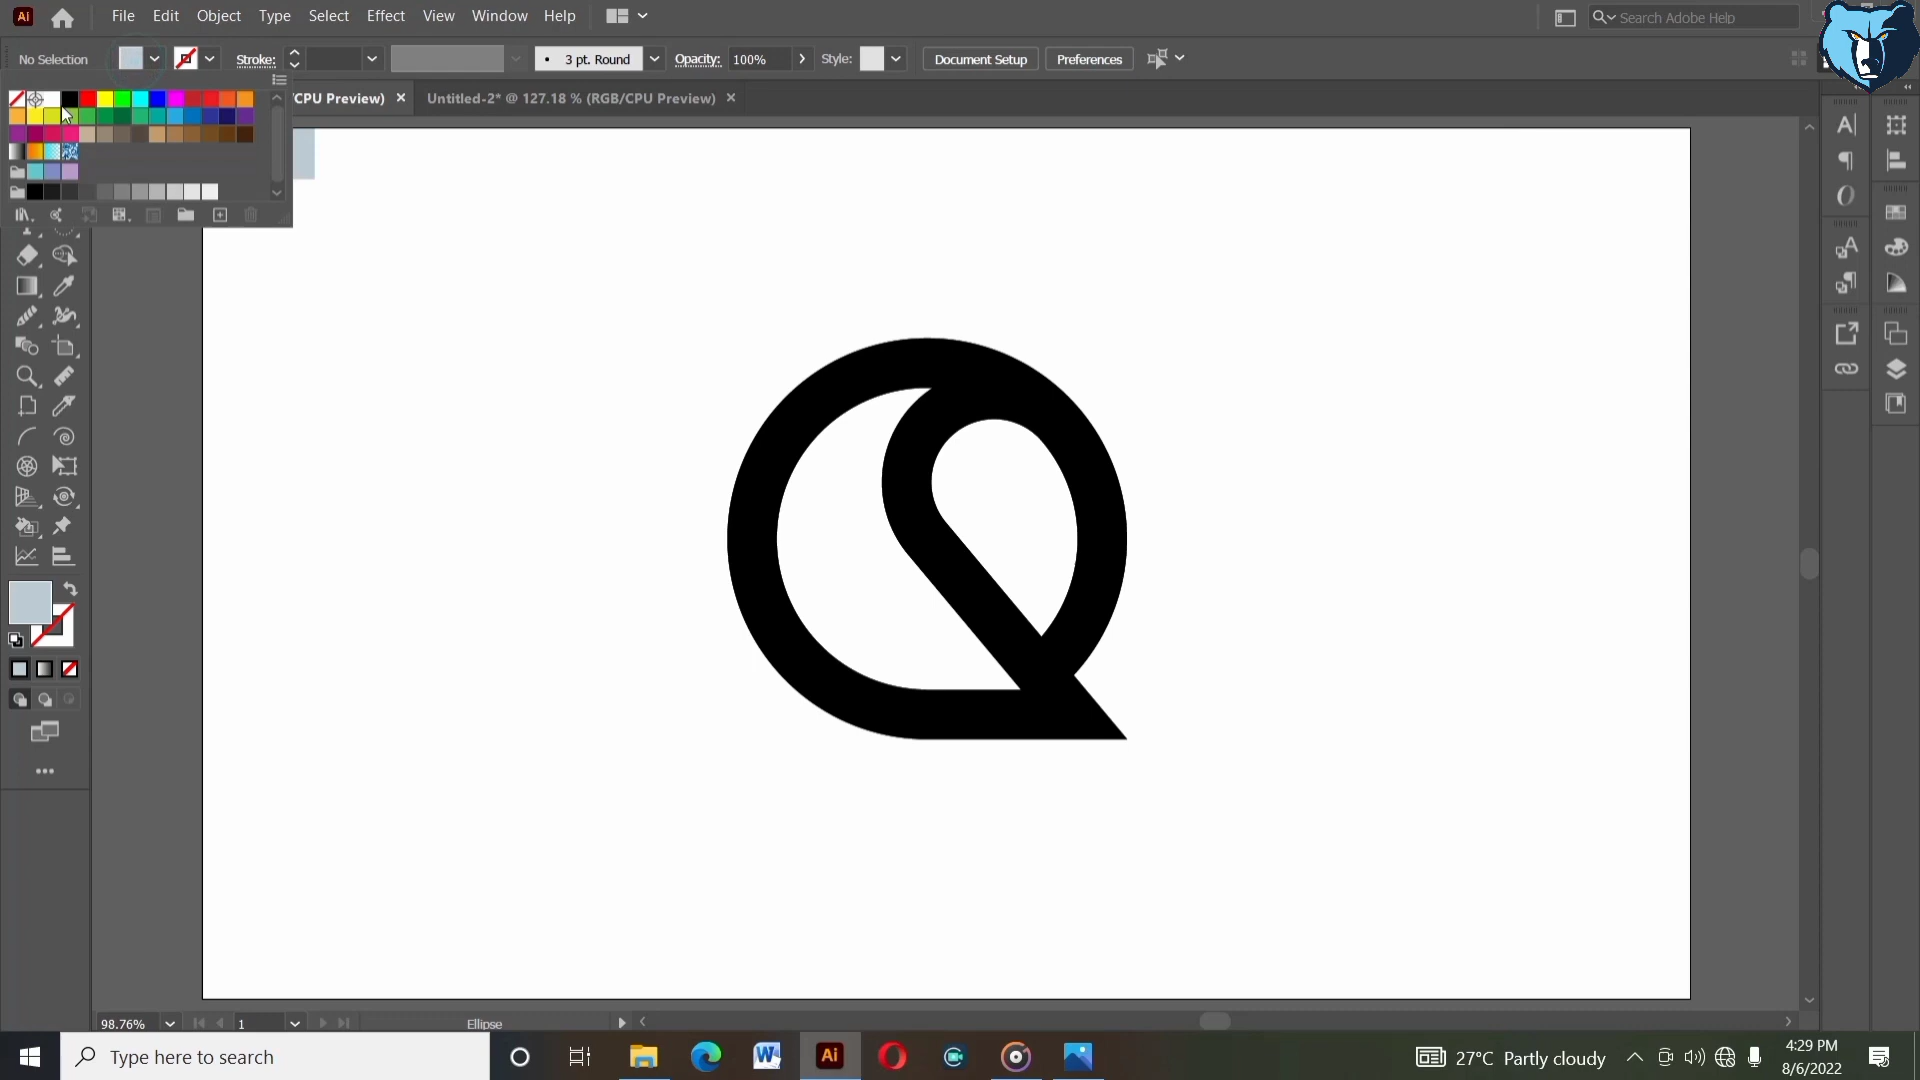 Ai File Edit Object Type Select Effect View Window Help Search Adobe Help
No Selection Stroke: 3 pt. Round Opacity: 100% Style: Document Setup Preferences
/CPU Preview) × Untitled-2* @ 127.18 % (RGB/CPU Preview) ×
98.76% 1 Ellipse
Type here to search Ai 27°C Partly cloudy 4:29 PM
8/6/2022